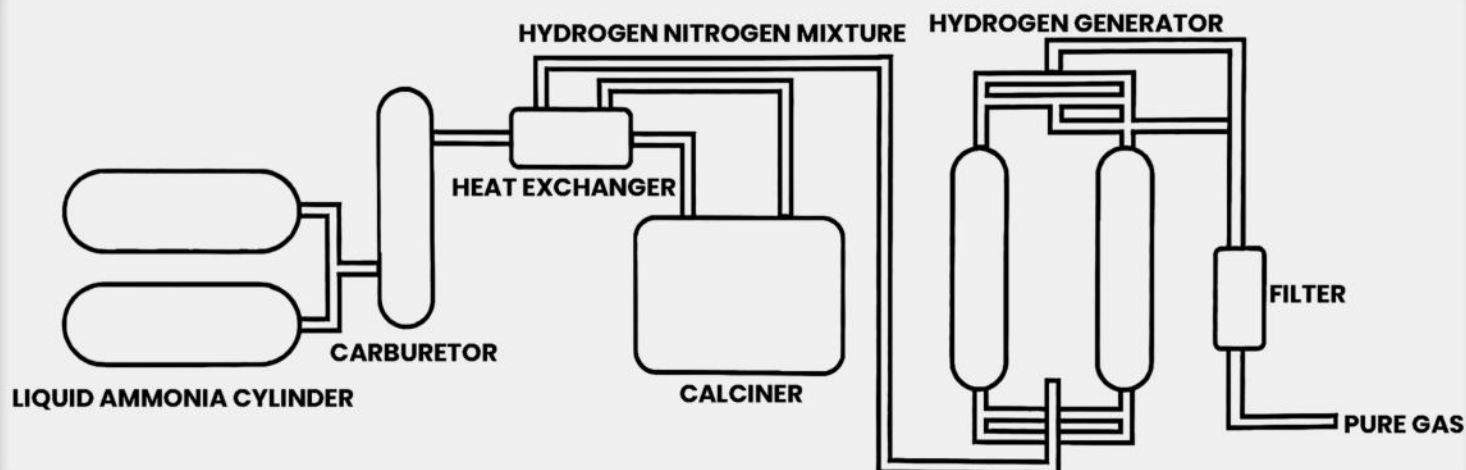 HYDROGEN NITROGEN MIXTURE
HYDROGEN GENERATOR
HEAT EXCHANGER
FILTER
CARBURETOR
LIQUID AMMONIA CYLINDER
CALCINER
PURE GAS